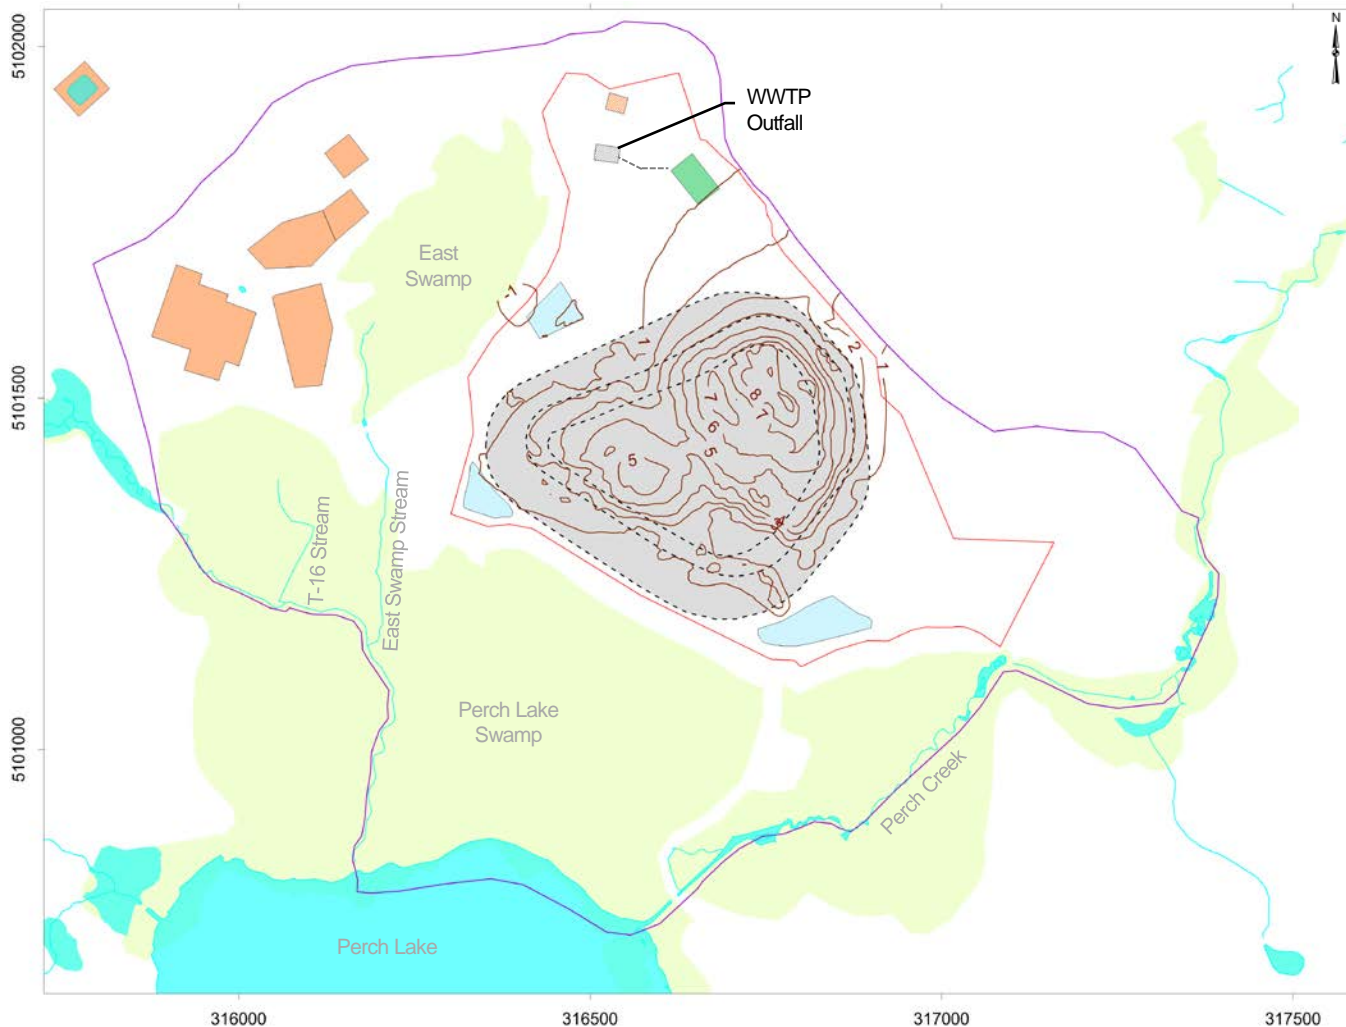 N
5102000
WWTP
Outfall
East
Swamp
-1
1
2
-1
5101500
8
7
7
6
5
5
T-16 Stream
East Swamp Stream
Perch Lake
Swamp
5101000
Perch Creek
Perch Lake
316000
316500
317000
317500